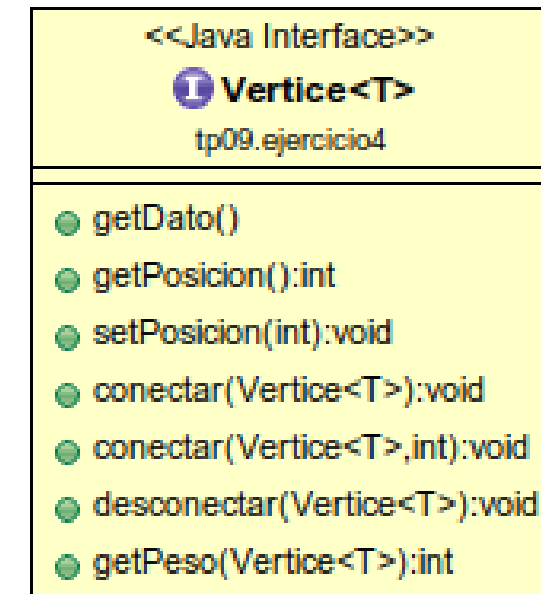 <<Java Interface>>
I Vertice<T>
tp09.ejercicio4
getDato()
getPosicion():int
setPosicion(int):void
conectar(Vertice<T>):void
conectar(Vertice<T>,int):void
desconectar(Vertice<T>):void
getPeso(Vertice<T>):int